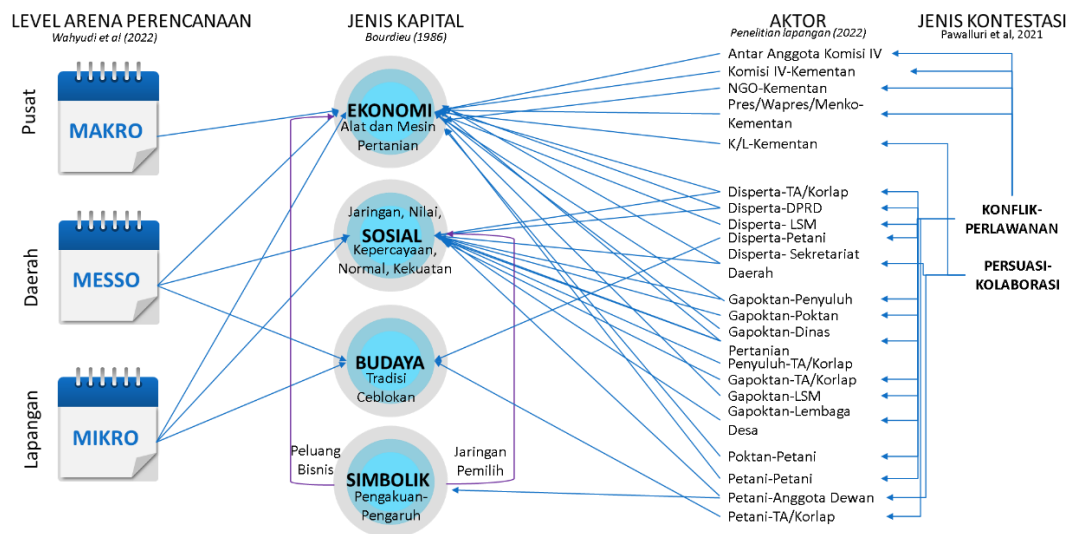 LEVEL ARENA PERENCANAAN
Wahyudi et al (2022)
JENIS KAPITAL
Bourdieu (1986)
AKTOR
Penelitian lapangan (2022)
JENIS KONTESTASI
Pawalluri et al, 2021
Pusat
MAKRO
Daerah
MESSO
Lapangan
MIKRO
EKONOMI
Alat dan Mesin
Pertanian
Jaringan, Nilai,
SOSIAL
Kepercayaan,
Normal, Kekuatan
BUDAYA
Tradisi
Ceblokan
Peluang
Bisnis
Jaringan
Pemilih
SIMBOLIK
Pengakuan-
Pengaruh
Antar Anggota Komisi IV
Komisi IV-Kementan
NGO-Kementan
Pres/Wapres/Menko-
Kementan
K/L-Kementan
Disperta-TA/Korlap
Disperta-DPRD
Disperta- LSM
Disperta-Petani
Disperta- Sekretariat
Daerah
Gapoktan-Penyuluh
Gapoktan-Poktan
Gapoktan-Dinas
Pertanian
Penyuluh-TA/Korlap
Gapoktan-TA/Korlap
Gapoktan-LSM
Gapoktan-Lembaga
Desa
Poktan-Petani
Petani-Petani
Petani-Anggota Dewan
Petani-TA/Korlap
KONFLIK-
PERLAWANAN
PERSUASI-
KOLABORASI